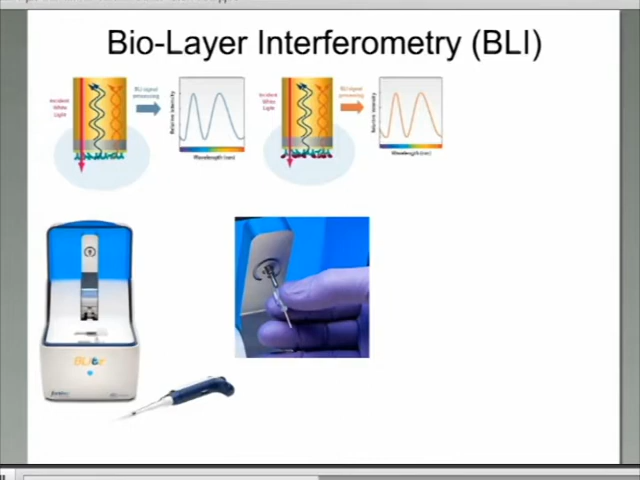 Bio-Layer Interferometry (BLI)
Incident
White
Light
BLI signal
processing
Relative Intensity
Wavelength (nm)
Incident
White
Light
BLI signal
processing
Relative Intensity
Wavelength (nm)
BLItz